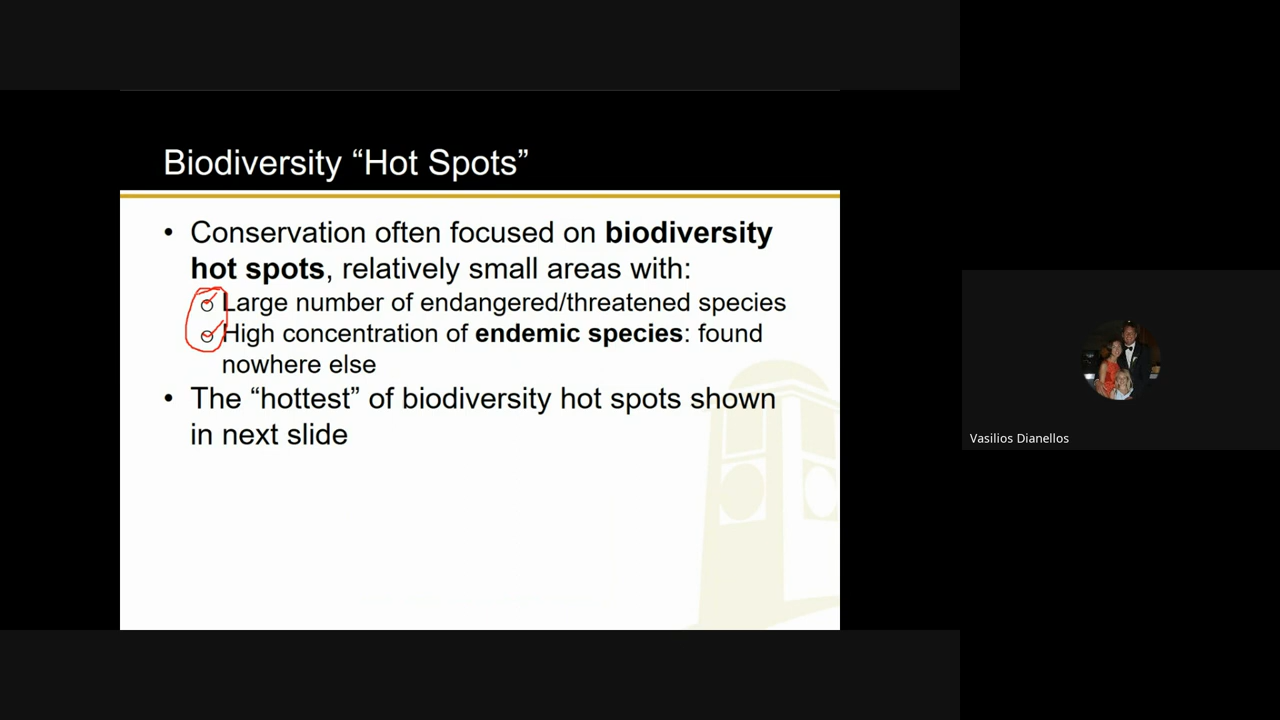 Biodiversity “Hot Spots”
• Conservation often focused on biodiversity
hot spots, relatively small areas with:
○ Large number of endangered/threatened species
○ High concentration of endemic species: found
nowhere else
• The “hottest” of biodiversity hot spots shown
in next slide
Vasilios Dianellos